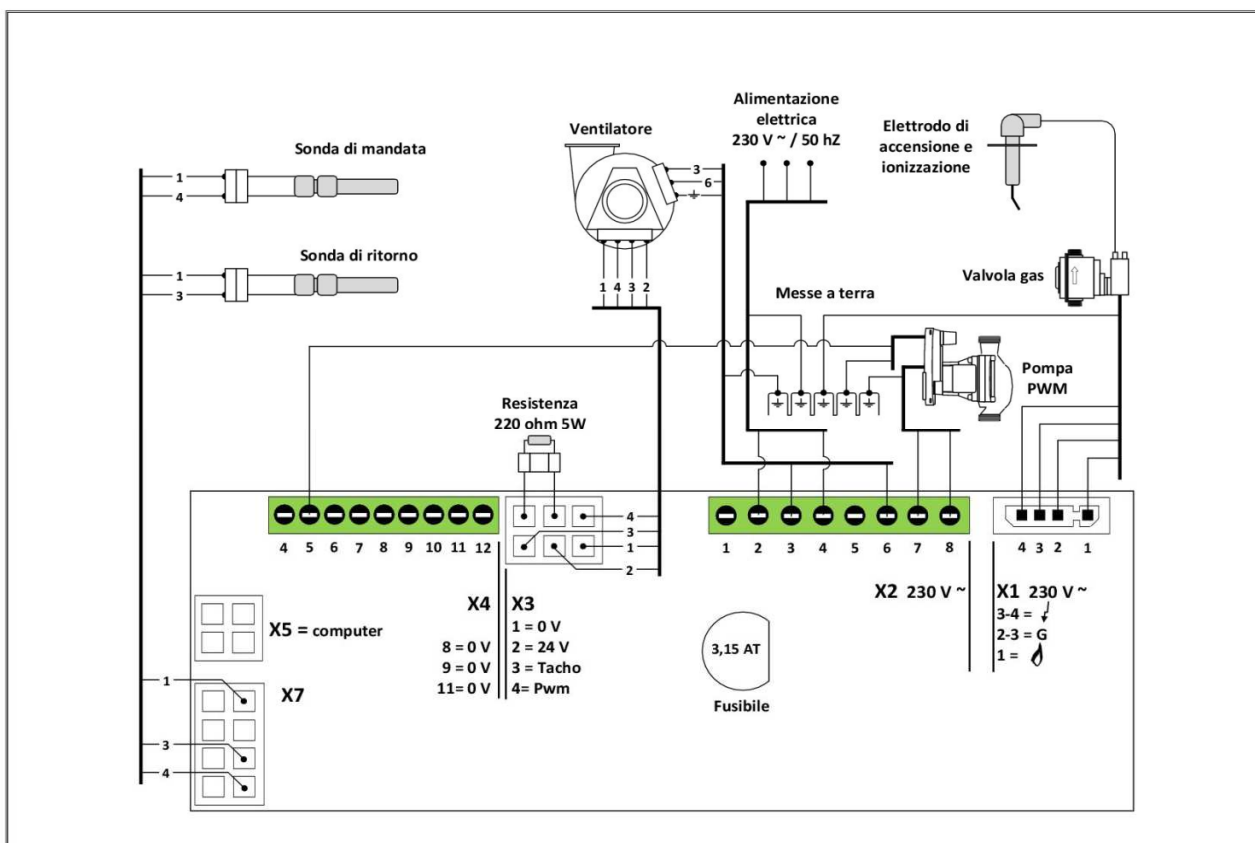 Alimentazione
elettrica
230 V ~ / 50 hZ
Ventilatore
Elettrodo di
accensione e
ionizzazione
Sonda di mandata
1
4
3
6
Sonda di ritorno
1
3
Valvola gas
1 4 3 2
Messe a terra
Pompa
PWM
Resistenza
220 ohm 5W
4
3
1
2
4 5 6 7 8 9 10 11 12
1 2 3 4 5 6 7 8
4 3 2 1
X4
8 = 0 V
9 = 0 V
11= 0 V
X3
1 = 0 V
2 = 24 V
3 = Tacho
4= Pwm
X2 230 V ~
X1 230 V ~
3-4 =
2-3 = G
1 =
X5 = computer
3,15 AT
Fusibile
X7
1
3
4